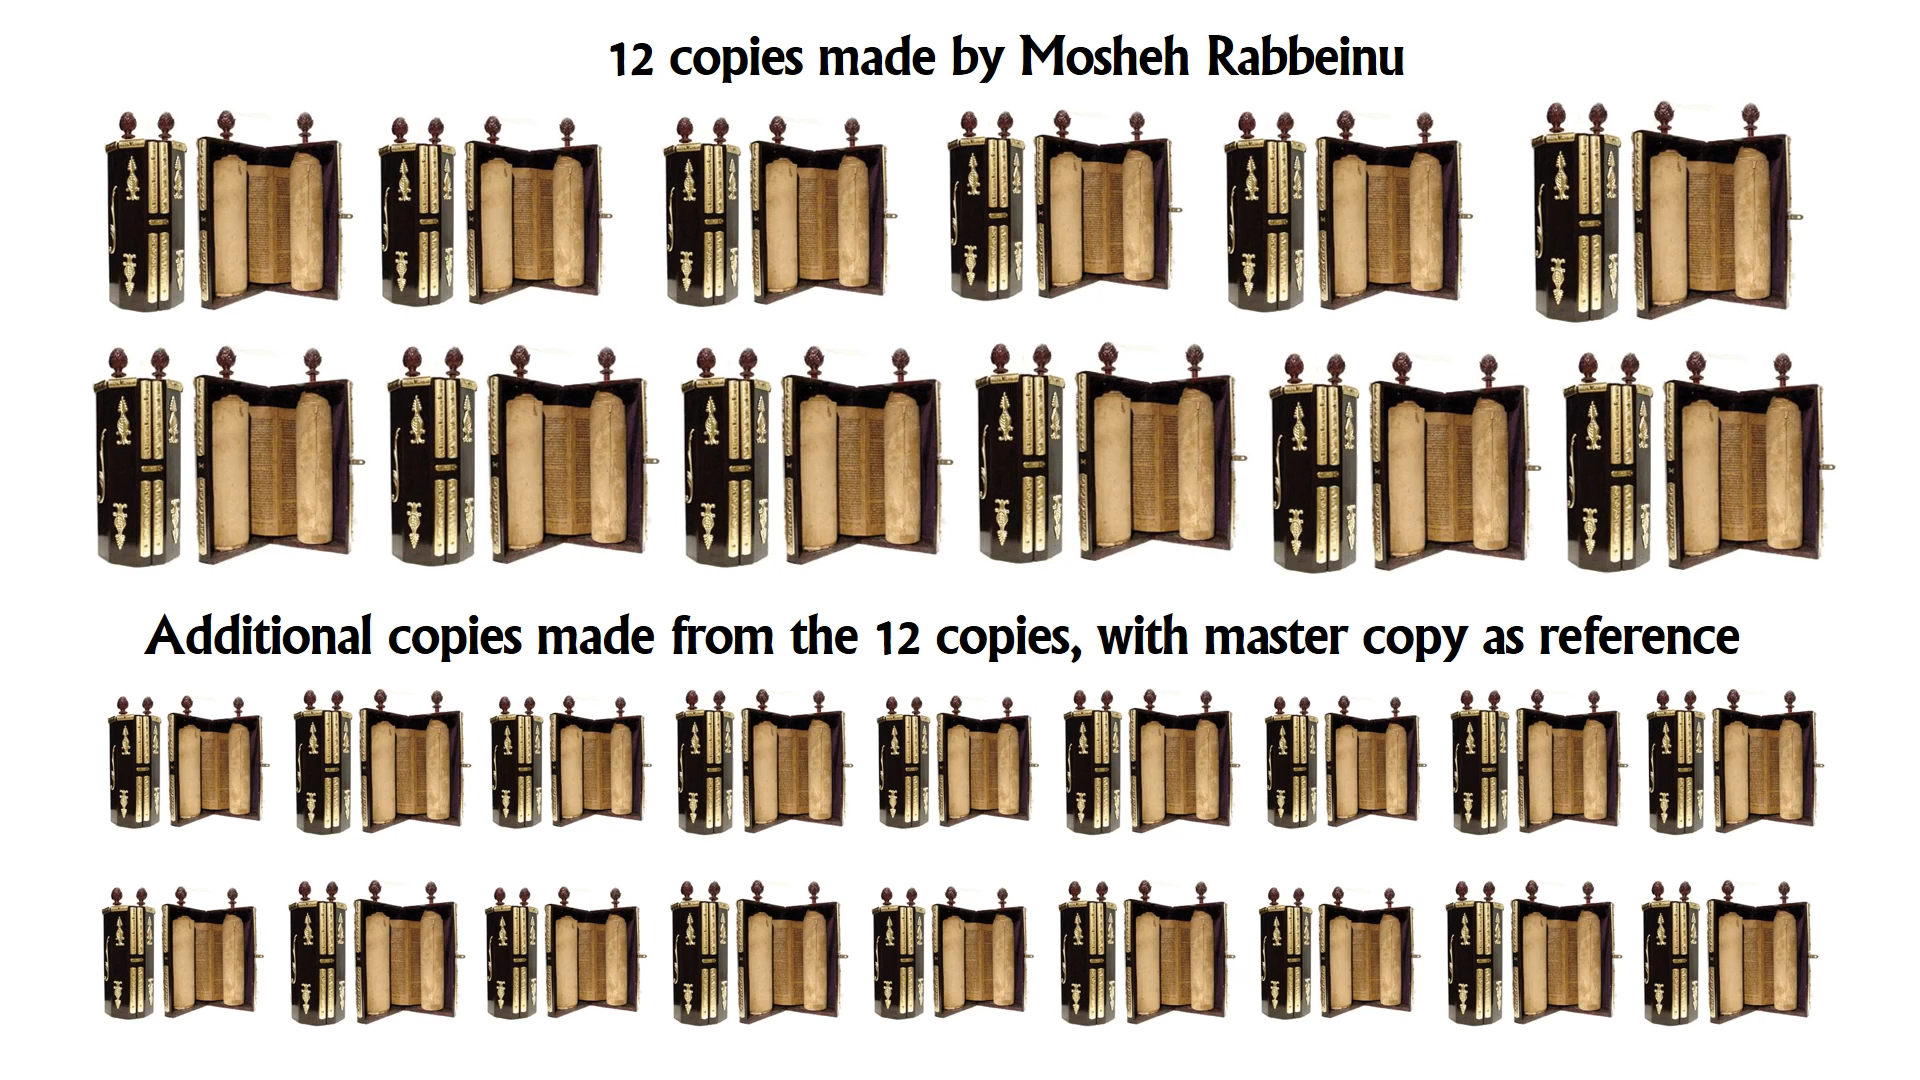 12 copies made by Mosheh Rabbeinu
Additional copies made from the 12 copies, with master copy as reference